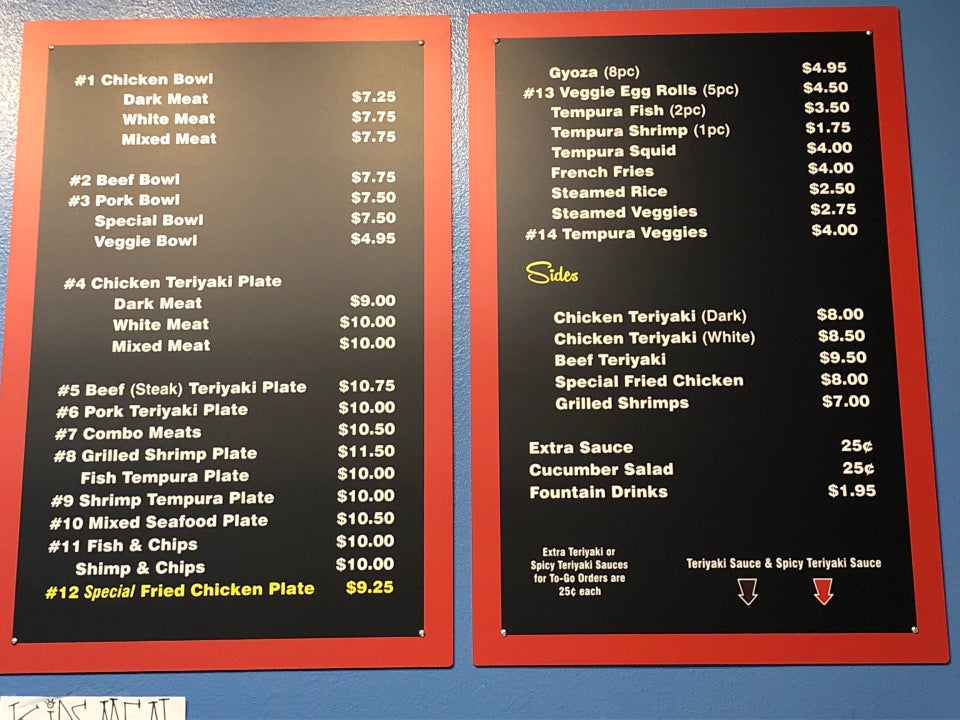 #1 Chicken Bowl
Dark Meat $7.25
White Meat $7.75
Mixed Meat $7.75
#2 Beef Bowl $7.75
#3 Pork Bowl $7.50
Special Bowl $7.50
Veggie Bowl $4.95
#4 Chicken Teriyaki Plate
Dark Meat $9.00
White Meat $10.00
Mixed Meat $10.00
#5 Beef (Steak) Teriyaki Plate $10.75
#6 Pork Teriyaki Plate $10.00
#7 Combo Meats $10.50
#8 Grilled Shrimp Plate $11.50
Fish Tempura Plate $10.00
#9 Shrimp Tempura Plate $10.00
#10 Mixed Seafood Plate $10.50
#11 Fish & Chips $10.00
Shimp & Chips $10.00
#12 Special Fried Chicken Plate $9.25
Gyoza (8pc) $4.95
#13 Veggie Egg Rolls (5pc) $4.50
Tempura Fish (2pc) $3.50
Tempura Shrimp (1pc) $1.75
Tempura Squid $4.00
French Fries $4.00
Steamed Rice $2.50
Steamed Veggies $2.75
#14 Tempura Veggies $4.00
Sides
Chicken Teriyaki (Dark) $8.00
Chicken Teriyaki (White) $8.50
Beef Teriyaki $9.50
Special Fried Chicken $8.00
Grilled Shrimps $7.00
Extra Sauce 25¢
Cucumber Salad 25¢
Fountain Drinks $1.95
Extra Teriyaki or
Spicy Teriyaki Sauces
for To-Go Orders are
25¢ each
Teriyaki Sauce & Spicy Teriyaki Sauce
KiDS MEAL